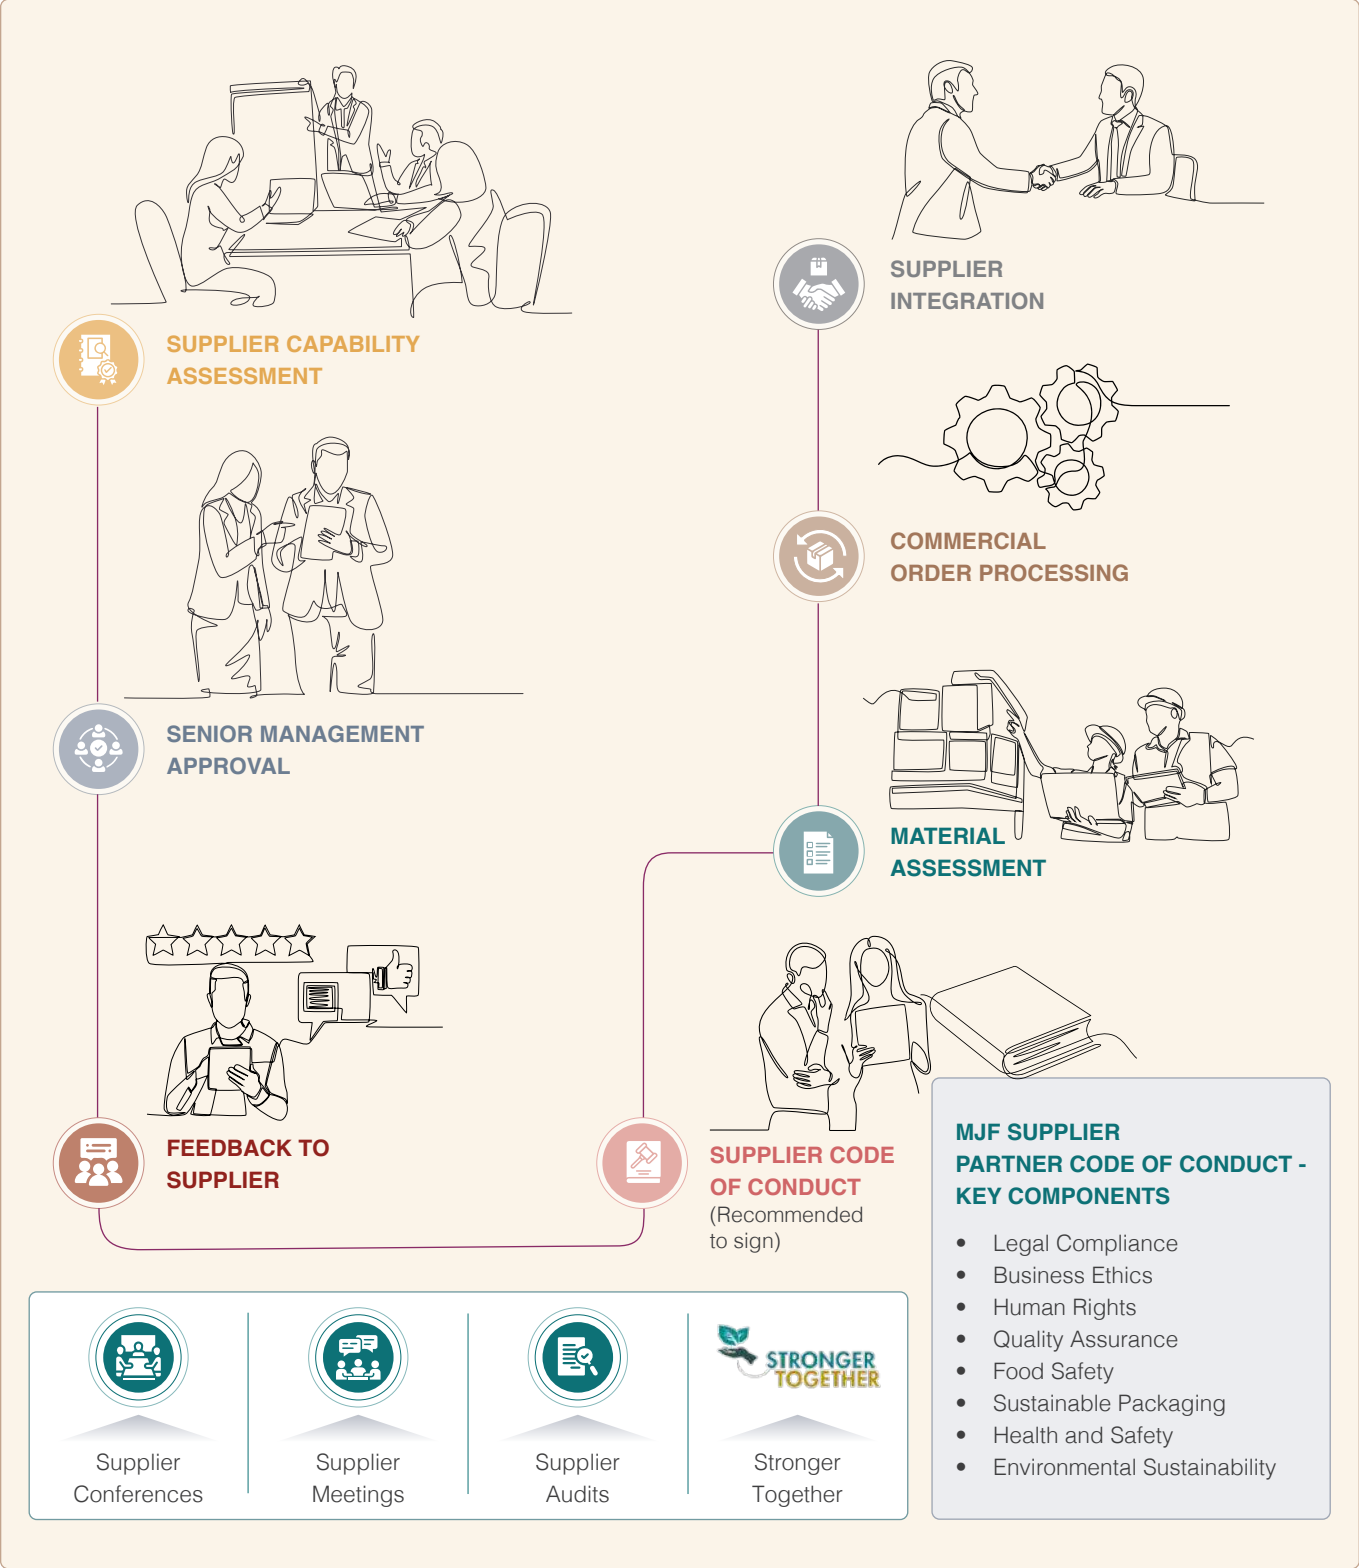 SUPPLIER CAPABILITY
ASSESSMENT
SENIOR MANAGEMENT
APPROVAL
FEEDBACK TO
SUPPLIER
SUPPLIER CODE
OF CONDUCT
(Recommended
to sign)
MATERIAL
ASSESSMENT
COMMERCIAL
ORDER PROCESSING
SUPPLIER
INTEGRATION
MJF SUPPLIER
PARTNER CODE OF CONDUCT -
KEY COMPONENTS
• Legal Compliance
• Business Ethics
• Human Rights
• Quality Assurance
• Food Safety
• Sustainable Packaging
• Health and Safety
• Environmental Sustainability
Supplier
Conferences
Supplier
Meetings
Supplier
Audits
STRONGER
TOGETHER
Stronger
Together